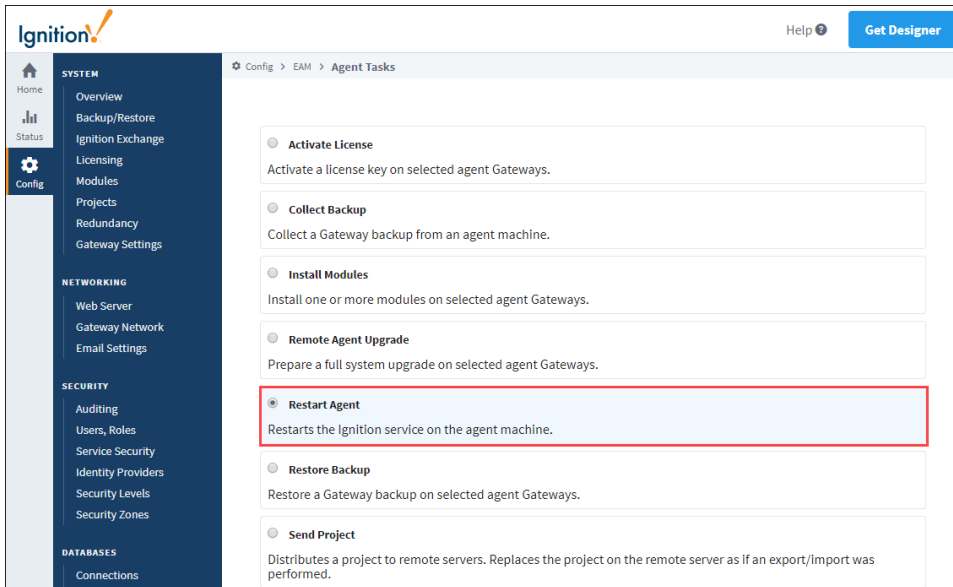 Ignition!
Help ?
Get Designer
Home
Status
Config
SYSTEM
Overview
Backup/Restore
Ignition Exchange
Licensing
Modules
Projects
Redundancy
Gateway Settings
NETWORKING
Web Server
Gateway Network
Email Settings
SECURITY
Auditing
Users, Roles
Service Security
Identity Providers
Security Levels
Security Zones
DATABASES
Connections
Config > EAM > Agent Tasks
Activate License
Activate a license key on selected agent Gateways.
Collect Backup
Collect a Gateway backup from an agent machine.
Install Modules
Install one or more modules on selected agent Gateways.
Remote Agent Upgrade
Prepare a full system upgrade on selected agent Gateways.
Restart Agent
Restarts the Ignition service on the agent machine.
Restore Backup
Restore a Gateway backup on selected agent Gateways.
Send Project
Distributes a project to remote servers. Replaces the project on the remote server as if an export/import was
performed.